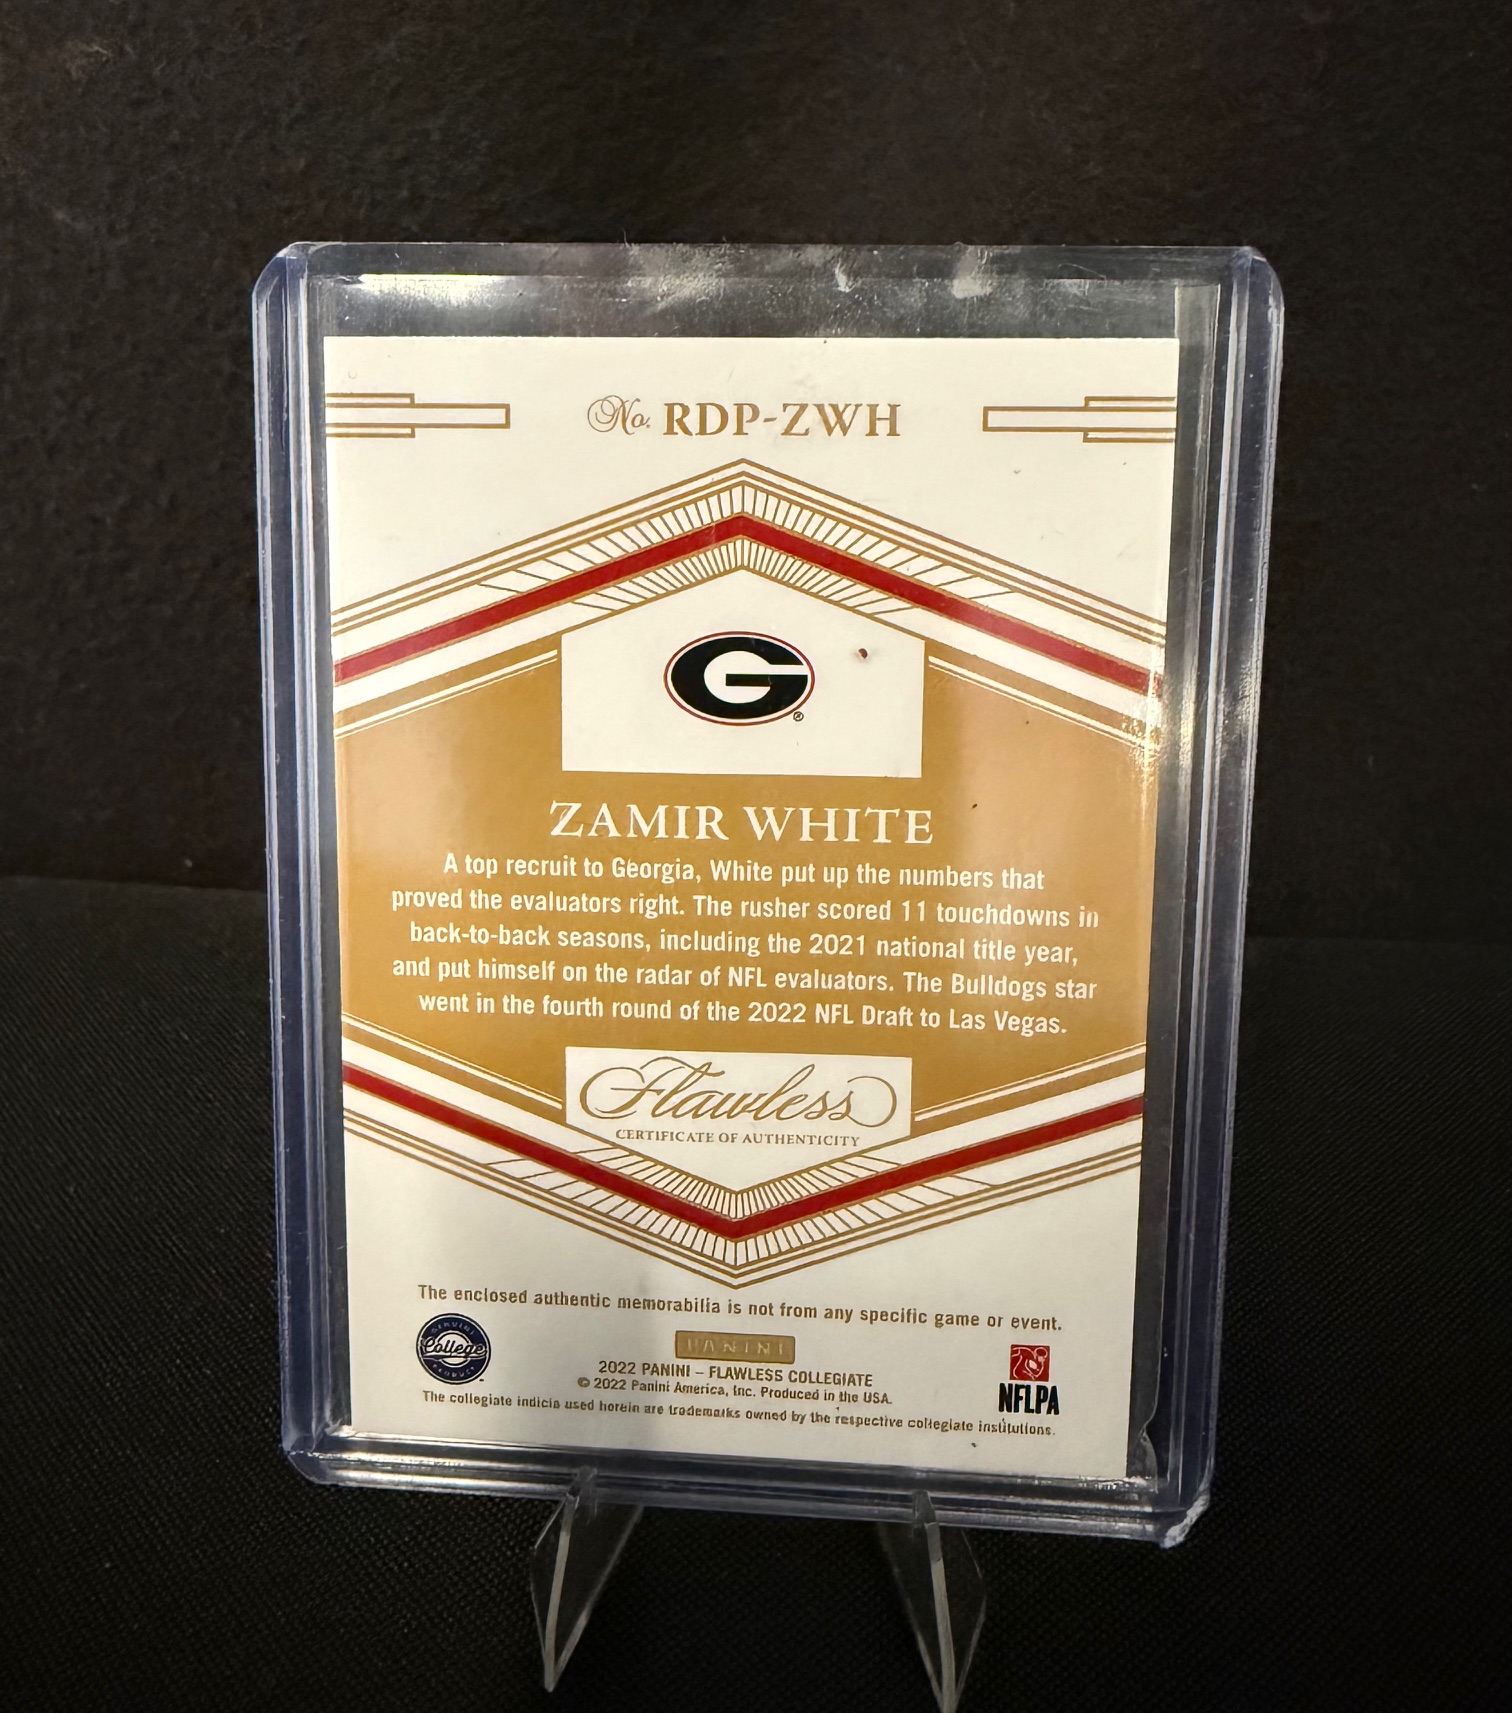 No. RDP-ZWH
G
®
ZAMIR WHITE
A top recruit to Georgia, White put up the numbers that
proved the evaluators right. The rusher scored 11 touchdowns in
back-to-back seasons, including the 2021 national title year,
and put himself on the radar of NFL evaluators. The Bulldogs star
went in the fourth round of the 2022 NFL Draft to Las Vegas.
Flawless
CERTIFICATE OF AUTHENTICITY
The enclosed authentic memorabilia is not from any specific game or event.
GENUINE
College
PRODUCT
PANINI
2022 PANINI – FLAWLESS COLLEGIATE
© 2022 Panini America, Inc. Produced in the USA.
The collegiate indicia used herein are trademarks owned by the respective collegiate institutions.
NFLPA